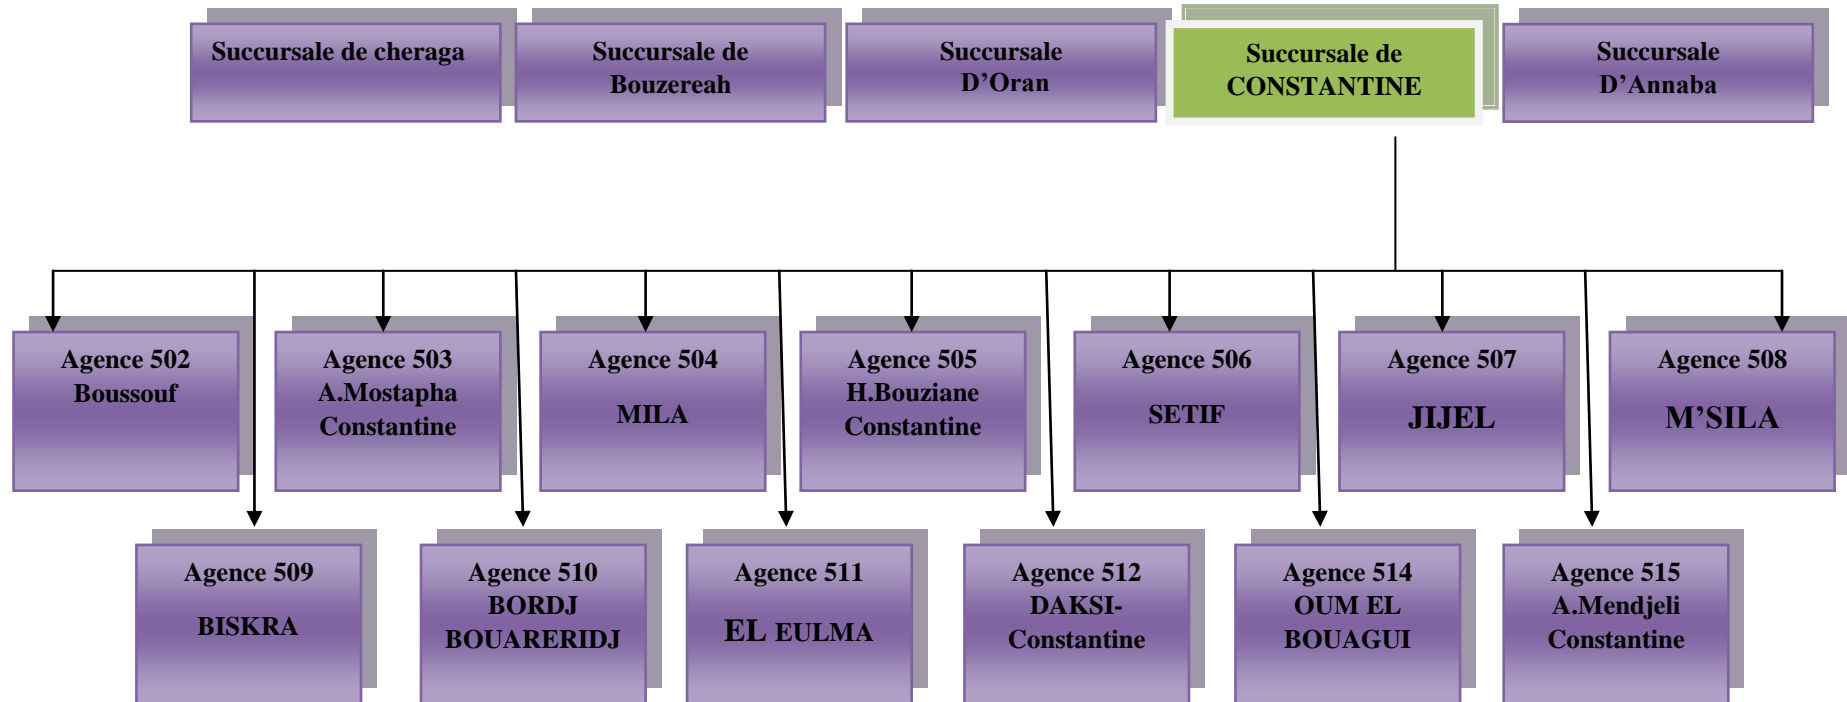 Succursale de cheraga
Succursale de
Bouzereah
Succursale
D’Oran
Succursale de
CONSTANTINE
Succursale
D’Annaba
Agence 502
Boussouf
Agence 503
A.Mostapha
Constantine
Agence 504
MILA
Agence 505
H.Bouziane
Constantine
Agence 506
SETIF
Agence 507
JIJEL
Agence 508
M’SILA
Agence 509
BISKRA
Agence 510
BORDJ
BOUARERIDJ
Agence 511
EL EULMA
Agence 512
DAKSI-
Constantine
Agence 514
OUM EL
BOUAGUI
Agence 515
A.Mendjeli
Constantine